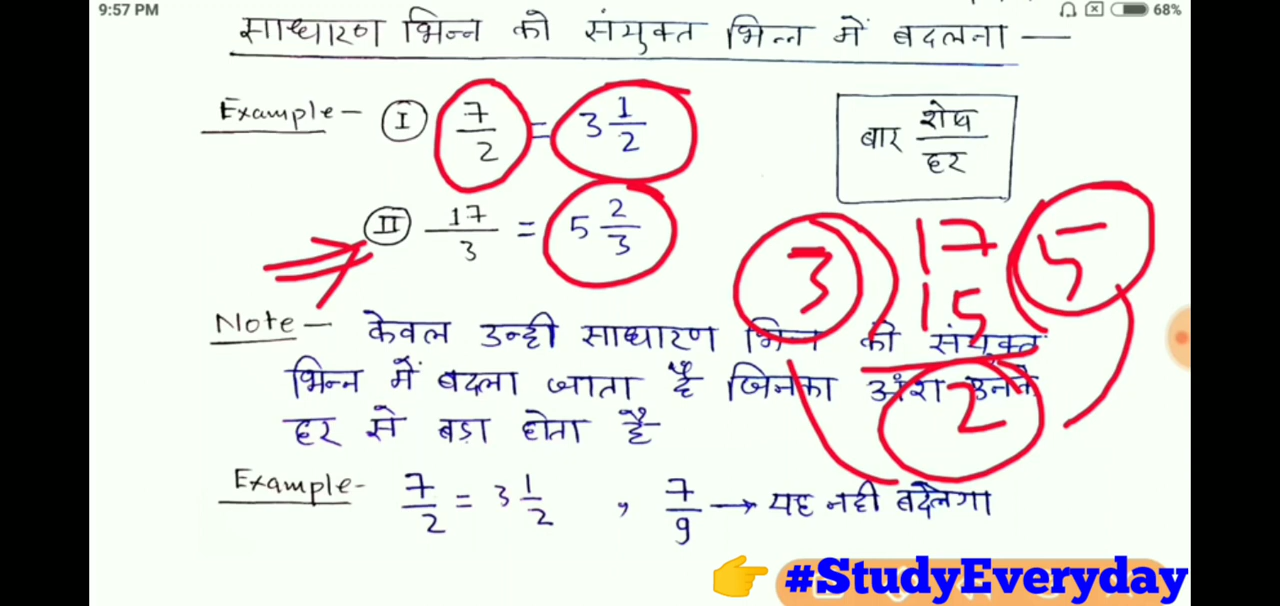 9:57 PM 68%
साधारण भिन्न को संयुक्त भिन्न में बदलना —
Example - I 7/2 = 3 1/2
बार शेष/हर
II 17/3 = 5 2/3
3 ) 17 ( 5
15
2
Note - केवल उन्ही साधारण भिन्न को संयुक्त
भिन्न में बदला जाता है जिनका अंश उनके
हर से बड़ा होता है
Example - 7/2 = 3 1/2 , 7/9 → यह नही बदलेगा
👉 #StudyEveryday